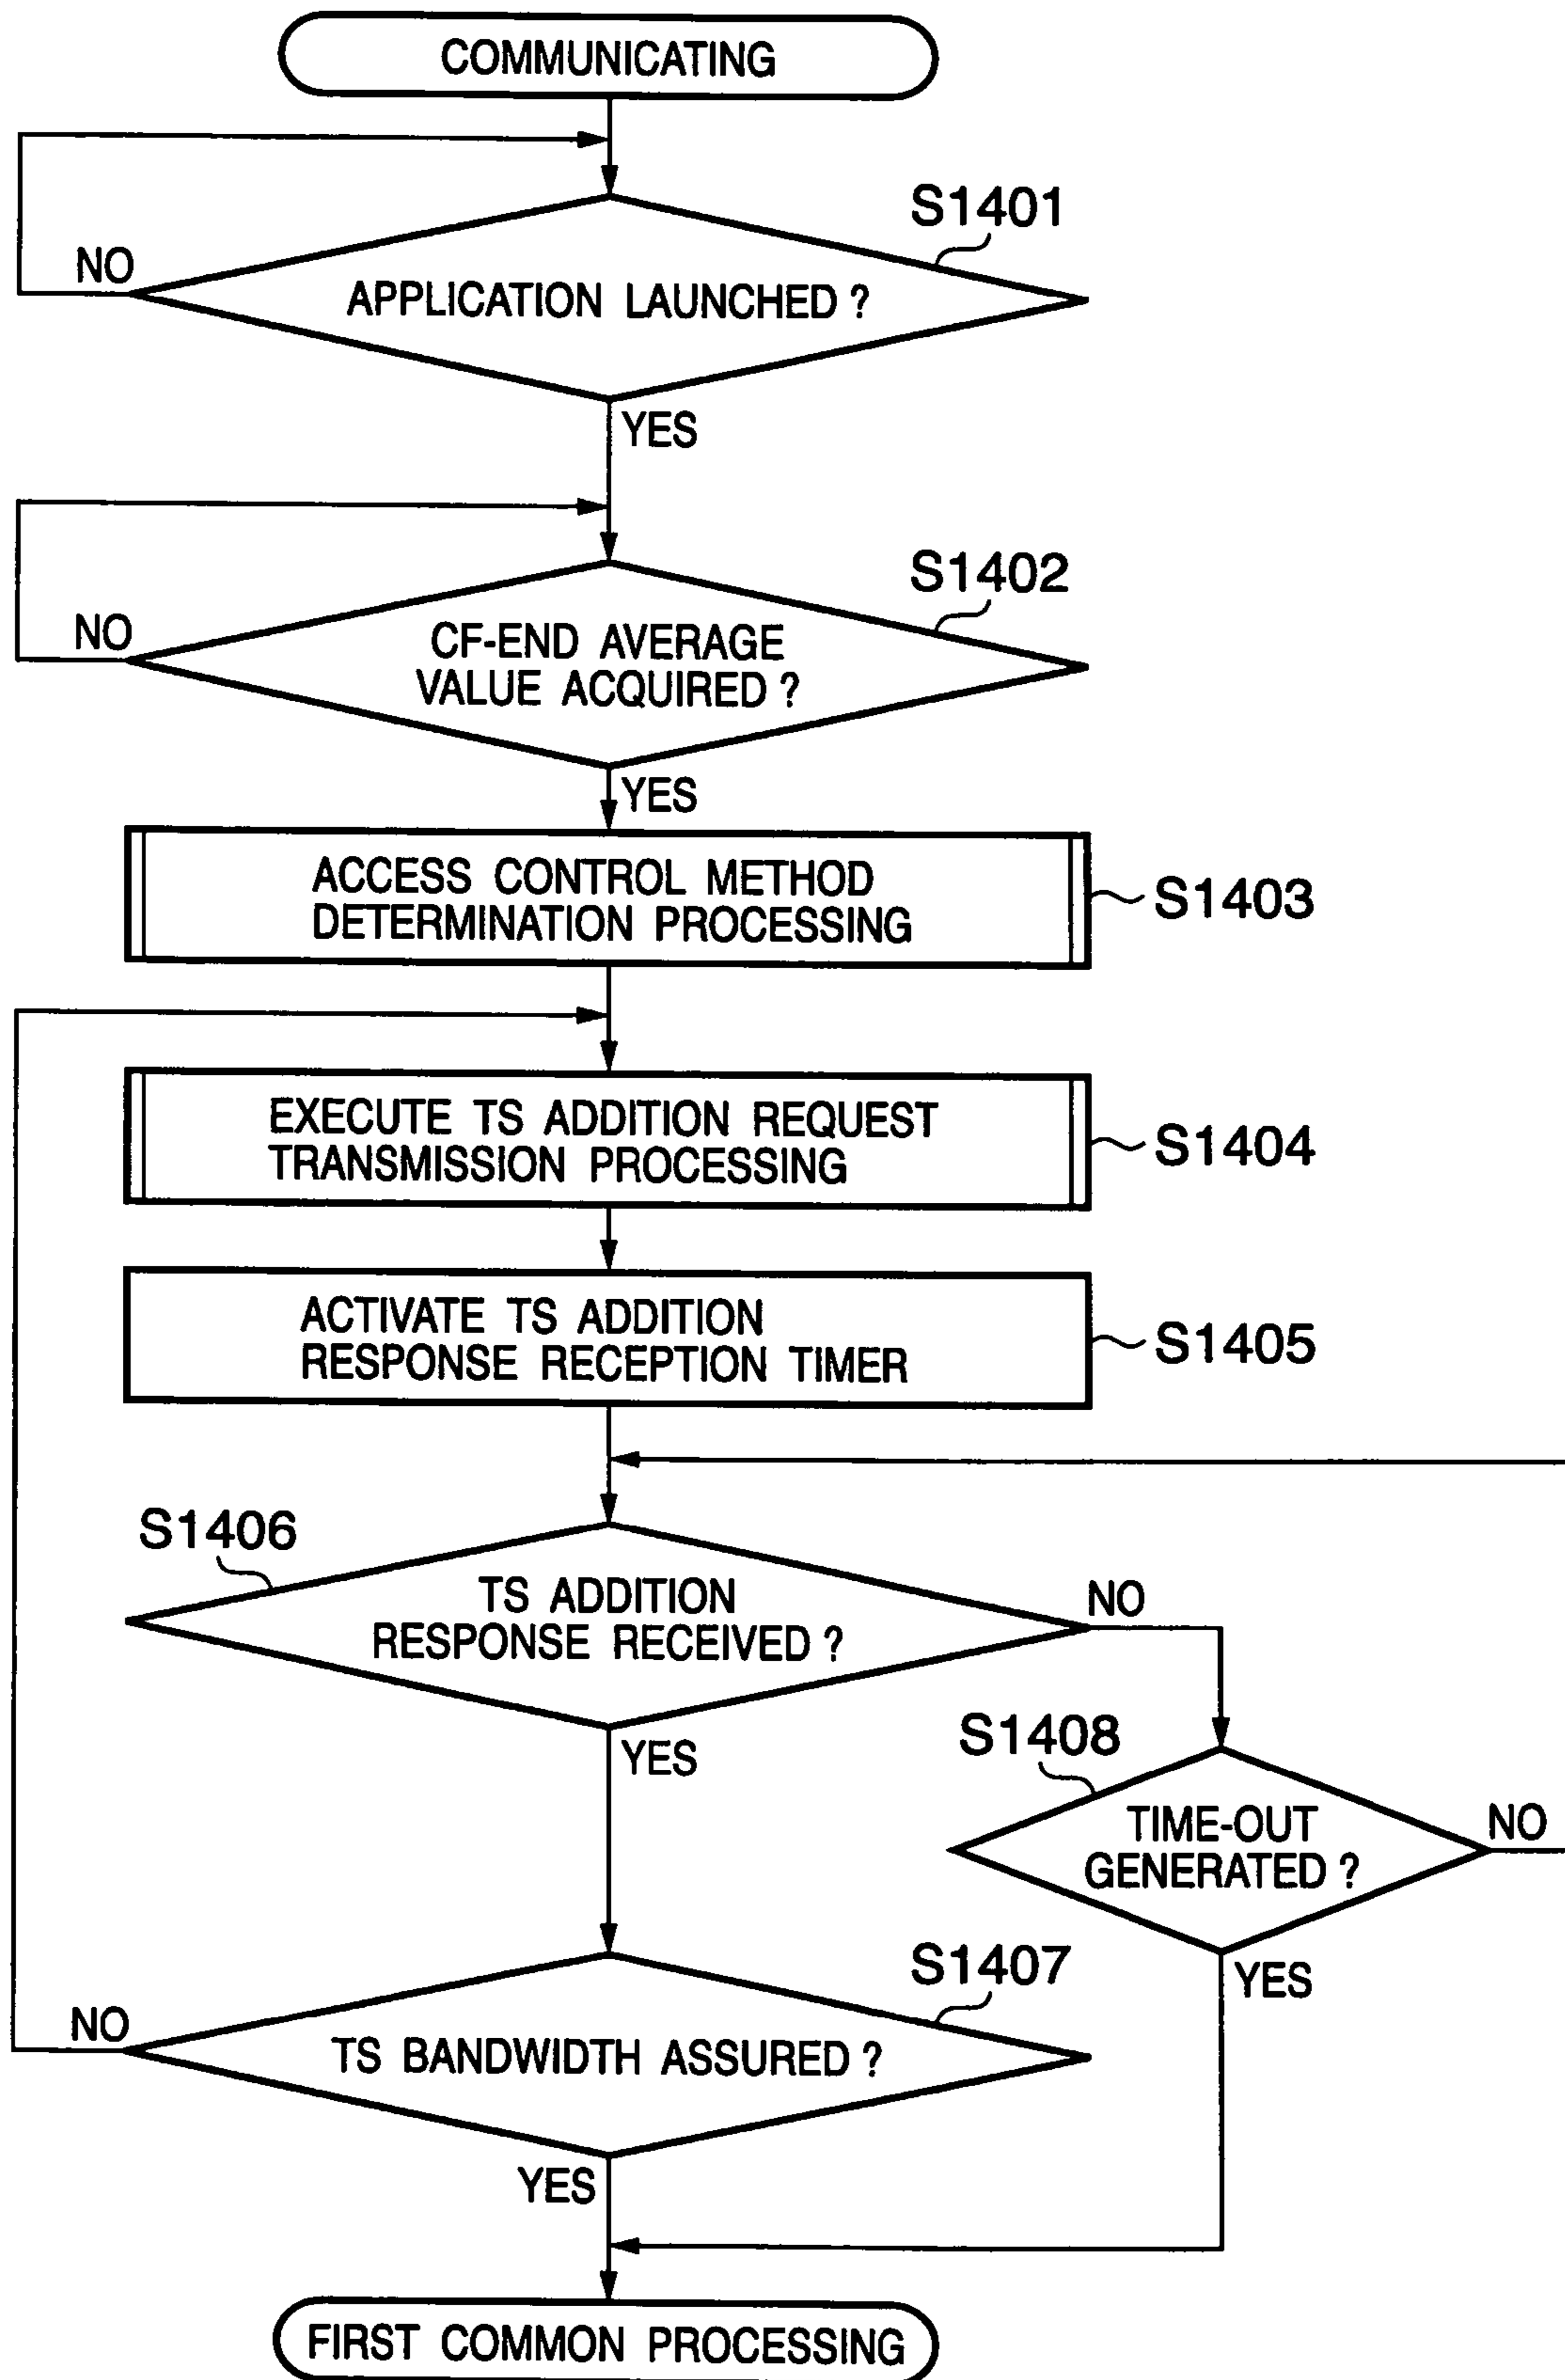 COMMUNICATING
S1401
NO
APPLICATION LAUNCHED ?
YES
S1402
NO
CF-END AVERAGE
VALUE ACQUIRED ?
YES
ACCESS CONTROL METHOD
DETERMINATION PROCESSING
S1403
EXECUTE TS ADDITION REQUEST
TRANSMISSION PROCESSING
S1404
ACTIVATE TS ADDITION
RESPONSE RECEPTION TIMER
S1405
S1406
TS ADDITION
RESPONSE RECEIVED ?
NO
YES
S1408
TIME-OUT
GENERATED ?
NO
YES
S1407
NO
TS BANDWIDTH ASSURED ?
YES
FIRST COMMON PROCESSING